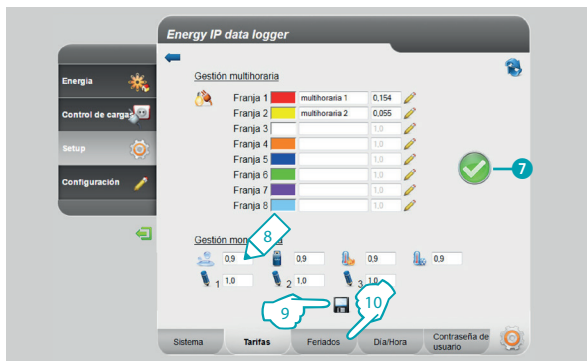 Energy IP data logger
Energia
Control de cargas
Setup
Configuración
Gestión multihoraria
Franja 1 multihoraria 1 0,154
Franja 2 multihoraria 2 0,055
Franja 3 1,0
Franja 4 1,0
Franja 5 1,0
Franja 6 1,0
Franja 7 1,0
Franja 8 1,0
7
Gestión
8
0,9 0,9 0,9 0,9
1 1,0 2 1,0 3 1,0
9
10
Sistema Tarifas Feriados Día/Hora Contraseña de usuario